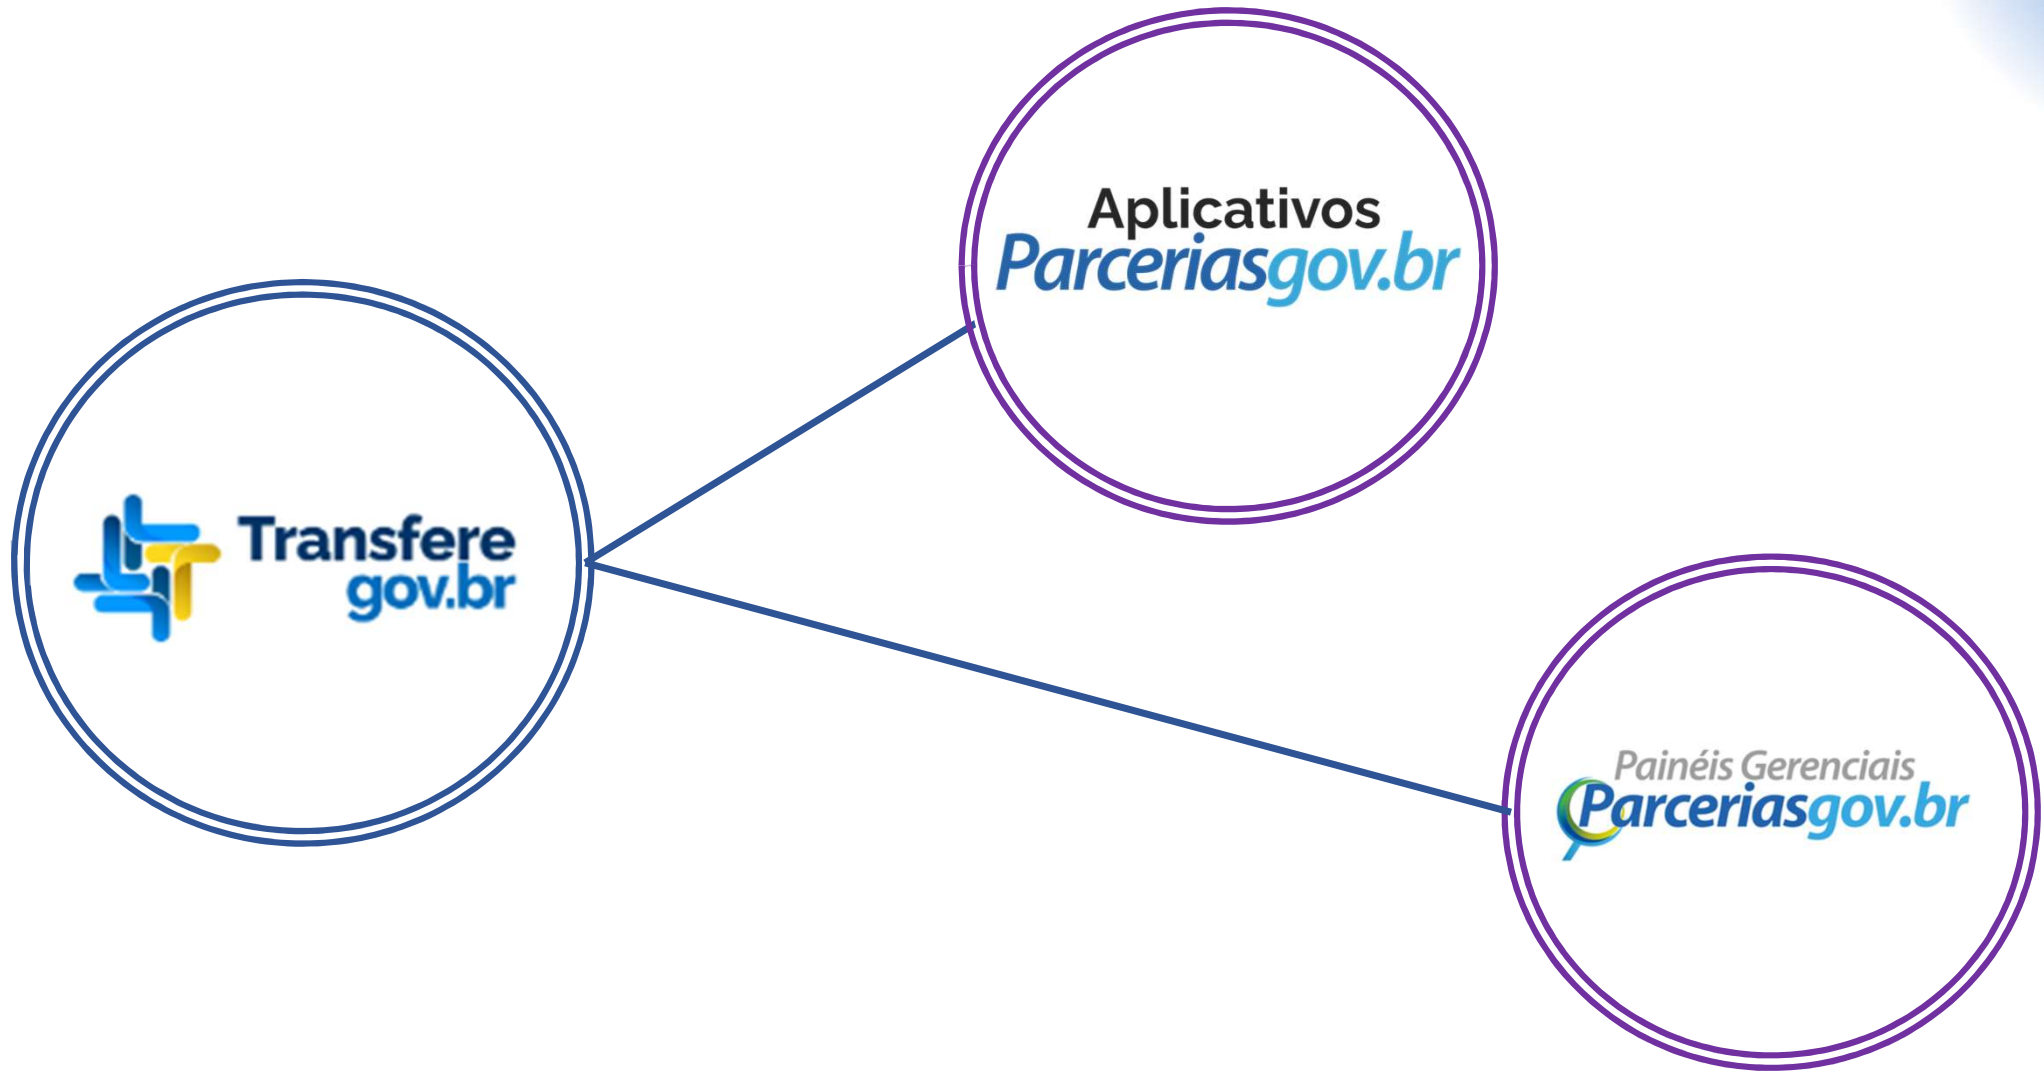 Transfere
gov.br
Aplicativos
Parceriasgov.br
Painéis Gerenciais
Parceriasgov.br